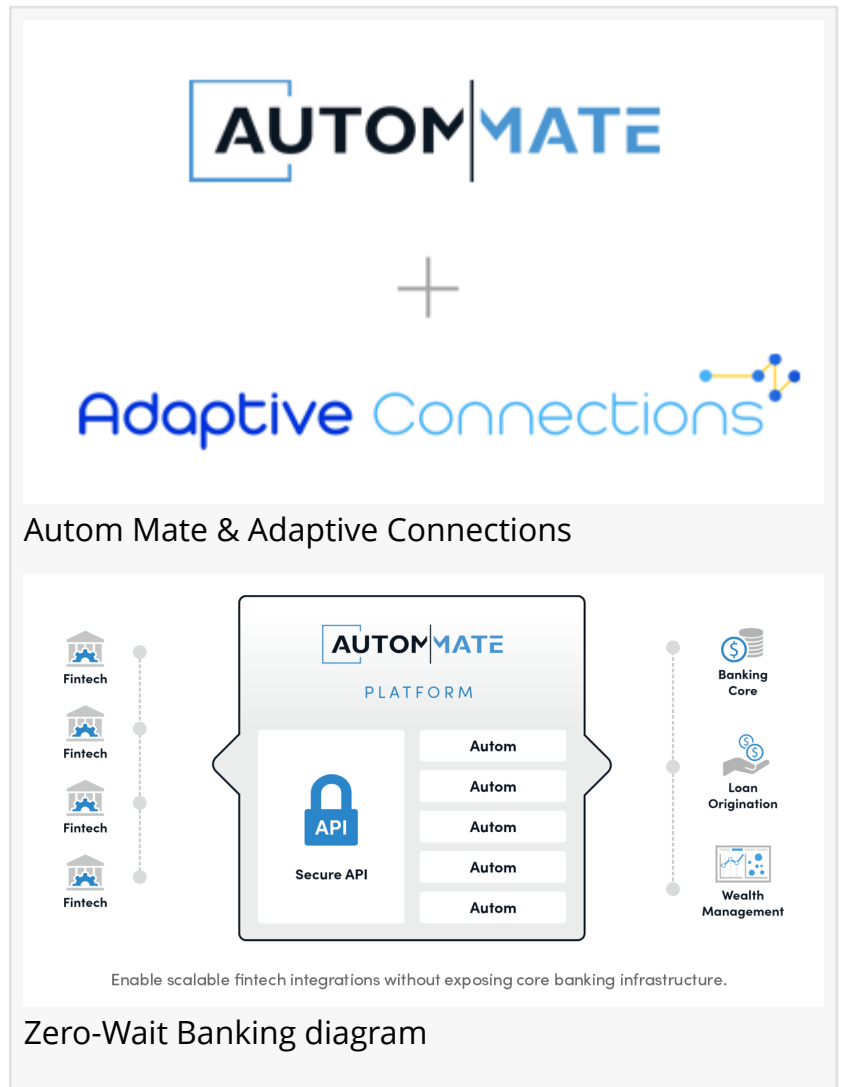 AUTOMMATE
+
Adaptive Connections
Autom Mate & Adaptive Connections
AUTOMMATE
PLATFORM
Fintech
Fintech
Fintech
Fintech
API
Secure API
Autom
Autom
Autom
Autom
Autom
$
Banking
Core
$
$
Loan
Origination
Wealth
Management
Enable scalable fintech integrations without exposing core banking infrastructure.
Zero-Wait Banking diagram